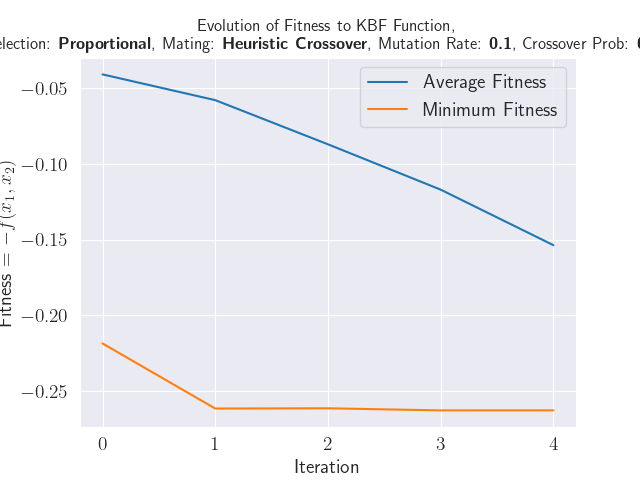 Evolution of Fitness to KBF Function,
election: Proportional, Mating: Heuristic Crossover, Mutation Rate: 0.1, Crossover Prob:
Average Fitness
Minimum Fitness
−0.05
−0.10
−0.15
−0.20
−0.25
Fitness = −f(x₁, x₂)
0 1 2 3 4
Iteration